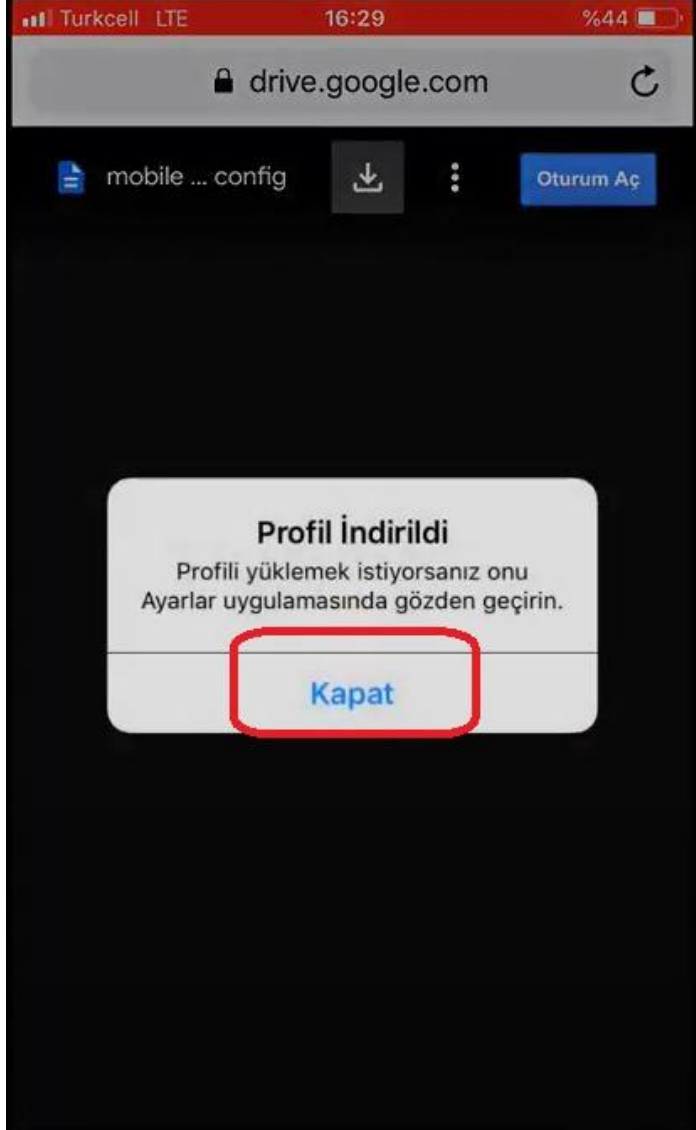 Turkcell LTE 16:29 %44
drive.google.com
mobile ... config Oturum Aç
Profil İndirildi
Profili yüklemek istiyorsanız onu
Ayarlar uygulamasında gözden geçirin.
Kapat